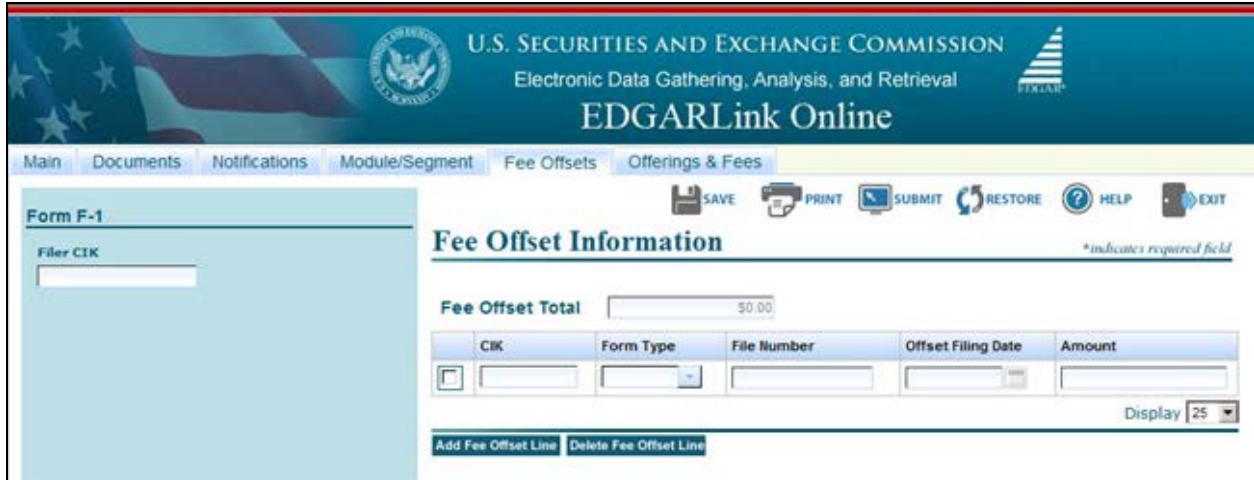 U.S. SECURITIES AND EXCHANGE COMMISSION
Electronic Data Gathering, Analysis, and Retrieval
EDGAR
EDGARLink Online
Main Documents Notifications Module/Segment Fee Offsets Offerings & Fees
SAVE PRINT SUBMIT RESTORE HELP EXIT
Form F-1
Filer CIK
Fee Offset Information
*indicates required field
Fee Offset Total $0.00
CIK Form Type File Number Offset Filing Date Amount
Display 25
Add Fee Offset Line Delete Fee Offset Line